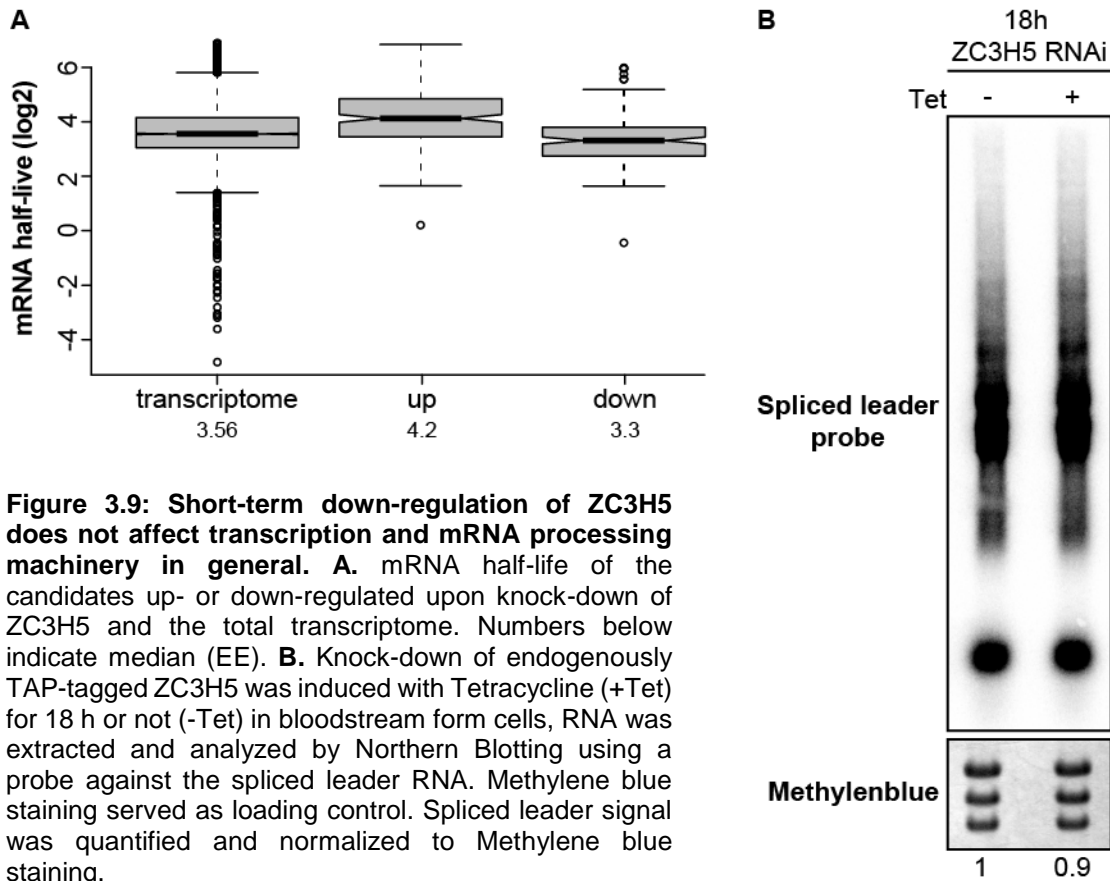 A
mRNA half-live (log2)
6
4
2
0
-2
-4
transcriptome
up
down
3.56
4.2
3.3
Figure 3.9: Short-term down-regulation of ZC3H5
does not affect transcription and mRNA processing
machinery in general. A. mRNA half-life of the
candidates up- or down-regulated upon knock-down of
ZC3H5 and the total transcriptome. Numbers below
indicate median (EE). B. Knock-down of endogenously
TAP-tagged ZC3H5 was induced with Tetracycline (+Tet)
for 18 h or not (-Tet) in bloodstream form cells, RNA was
extracted and analyzed by Northern Blotting using a
probe against the spliced leader RNA. Methylene blue
staining served as loading control. Spliced leader signal
was quantified and normalized to Methylene blue
staining.
B
18h
ZC3H5 RNAi
Tet - +
Spliced leader
probe
Methylenblue
1 0.9